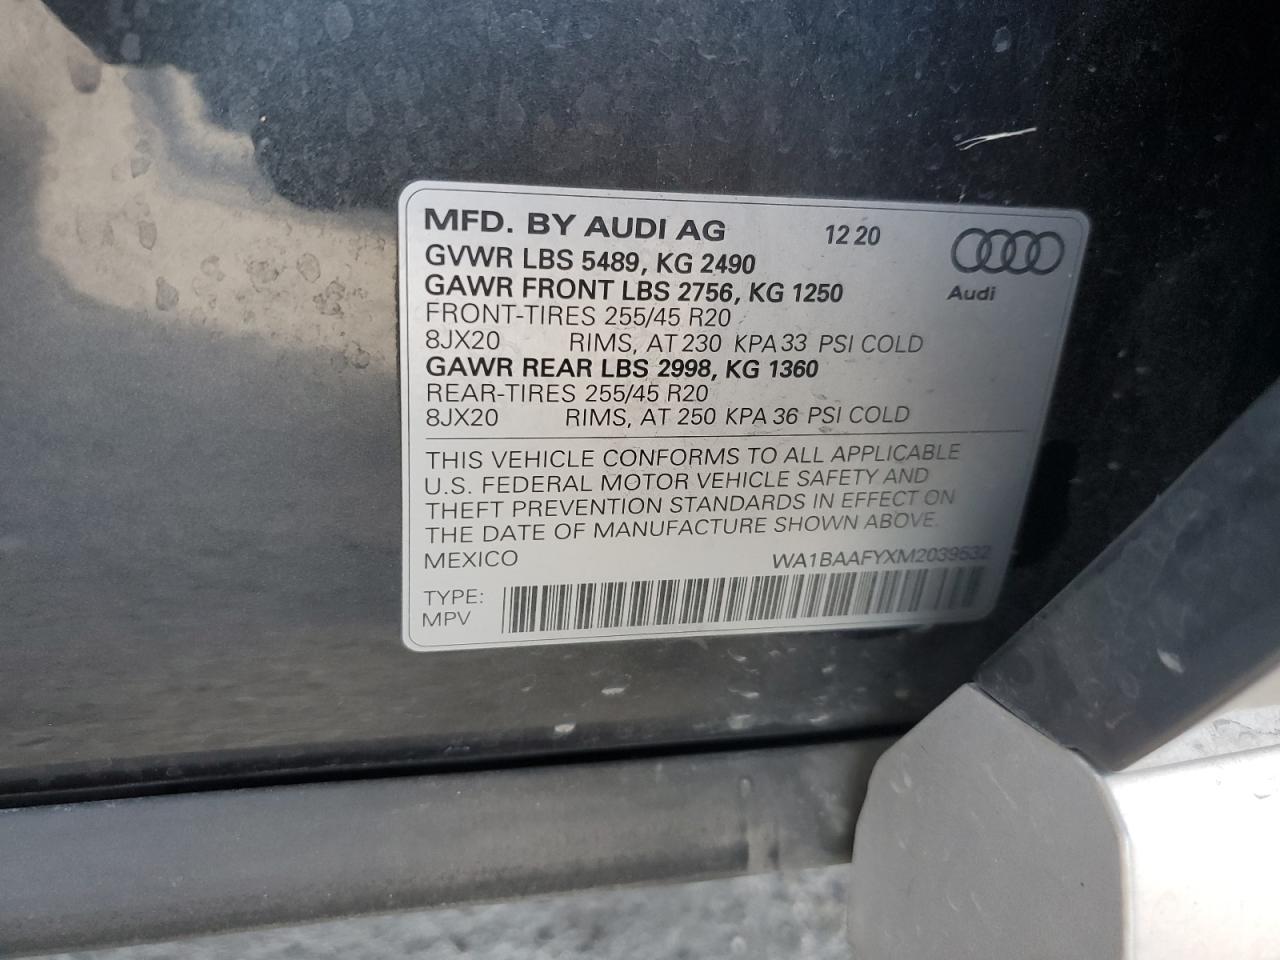 MFD. BY AUDI AG 12 20
GVWR LBS 5489, KG 2490
GAWR FRONT LBS 2756, KG 1250
Audi
FRONT-TIRES 255/45 R20
8JX20 RIMS, AT 230 KPA 33 PSI COLD
GAWR REAR LBS 2998, KG 1360
REAR-TIRES 255/45 R20
8JX20 RIMS, AT 250 KPA 36 PSI COLD
THIS VEHICLE CONFORMS TO ALL APPLICABLE
U.S. FEDERAL MOTOR VEHICLE SAFETY AND
THEFT PREVENTION STANDARDS IN EFFECT ON
THE DATE OF MANUFACTURE SHOWN ABOVE.
MEXICO WA1BAAFYXM2039532
TYPE:
MPV